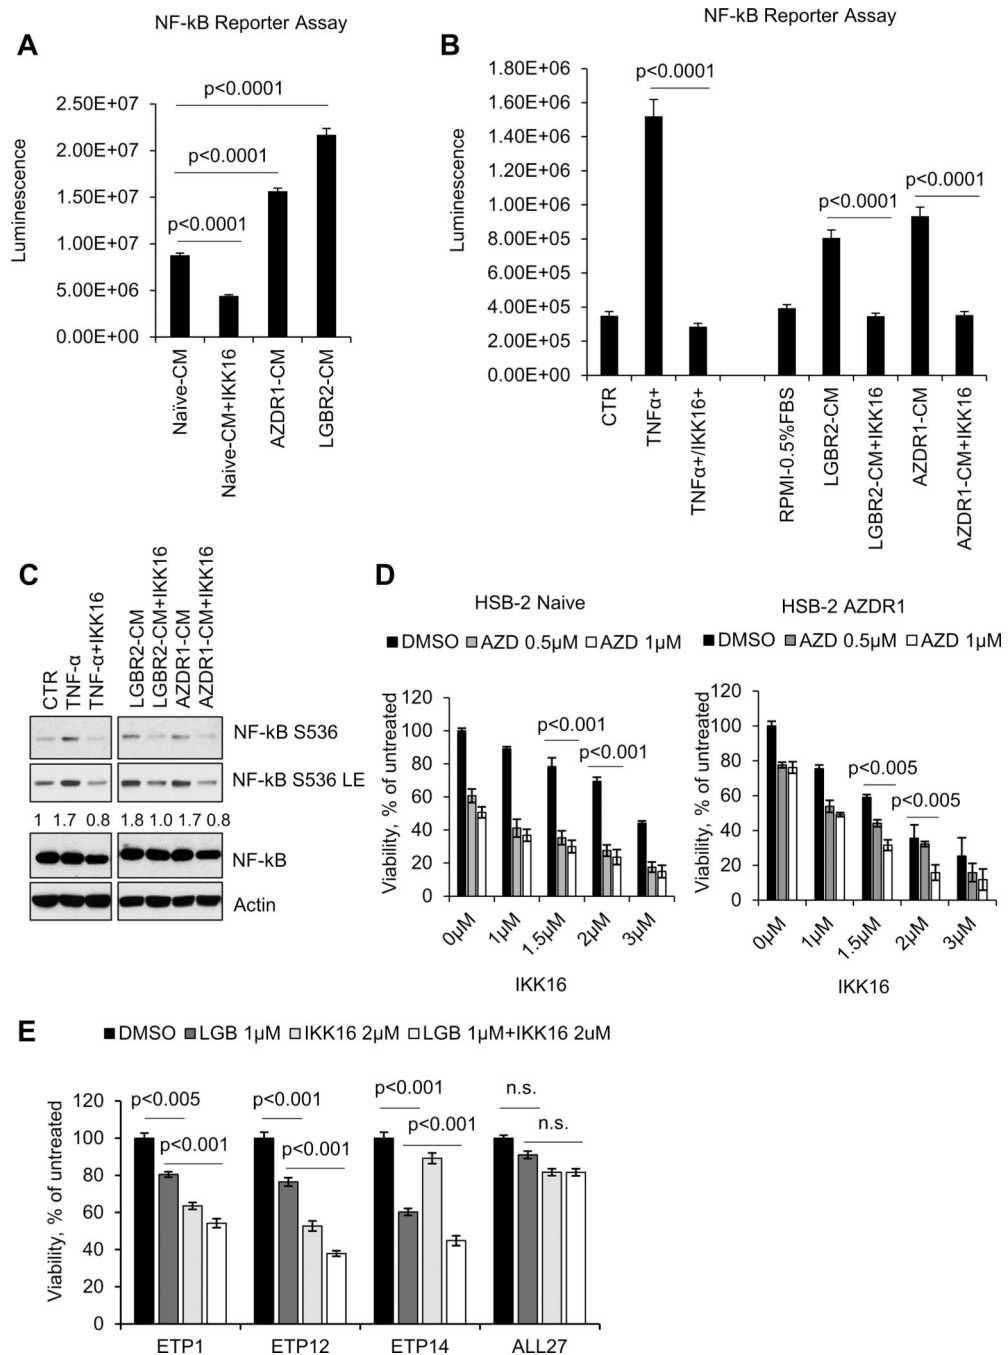 NF-kB Reporter Assay
A
p<0.0001
p<0.0001
p<0.0001
Luminescence
2.50E+07
2.00E+07
1.50E+07
1.00E+07
5.00E+06
0.00E+00
Naïve-CM
Naive-CM+IKK16
AZDR1-CM
LGBR2-CM
NF-kB Reporter Assay
B
p<0.0001
p<0.0001
p<0.0001
Luminescence
1.80E+06
1.60E+06
1.40E+06
1.20E+06
1.00E+06
8.00E+05
6.00E+05
4.00E+05
2.00E+05
0.00E+00
CTR
TNFα+
TNFα+/IKK16+
RPMI-0.5%FBS
LGBR2-CM
LGBR2-CM+IKK16
AZDR1-CM
AZDR1-CM+IKK16
C
CTR
TNF-α
TNF-α+IKK16
LGBR2-CM
LGBR2-CM+IKK16
AZDR1-CM
AZDR1-CM+IKK16
NF-kB S536
NF-kB S536 LE
1 1.7 0.8 1.8 1.0 1.7 0.8
NF-kB
Actin
D
HSB-2 Naive
DMSO AZD 0.5µM AZD 1µM
p<0.001
p<0.001
Viability, % of untreated
120
100
80
60
40
20
0
0µM
1µM
1.5µM
2µM
3µM
IKK16
HSB-2 AZDR1
DMSO AZD 0.5µM AZD 1µM
p<0.005
p<0.005
Viability, % of untreated
120
100
80
60
40
20
0
0µM
1µM
1.5µM
2µM
3µM
IKK16
E
DMSO LGB 1µM IKK16 2µM LGB 1µM+IKK16 2uM
p<0.005
p<0.001
p<0.001
p<0.001
p<0.001
p<0.001
n.s.
n.s.
Viability, % of untreated
120
100
80
60
40
20
0
ETP1 ETP12 ETP14 ALL27